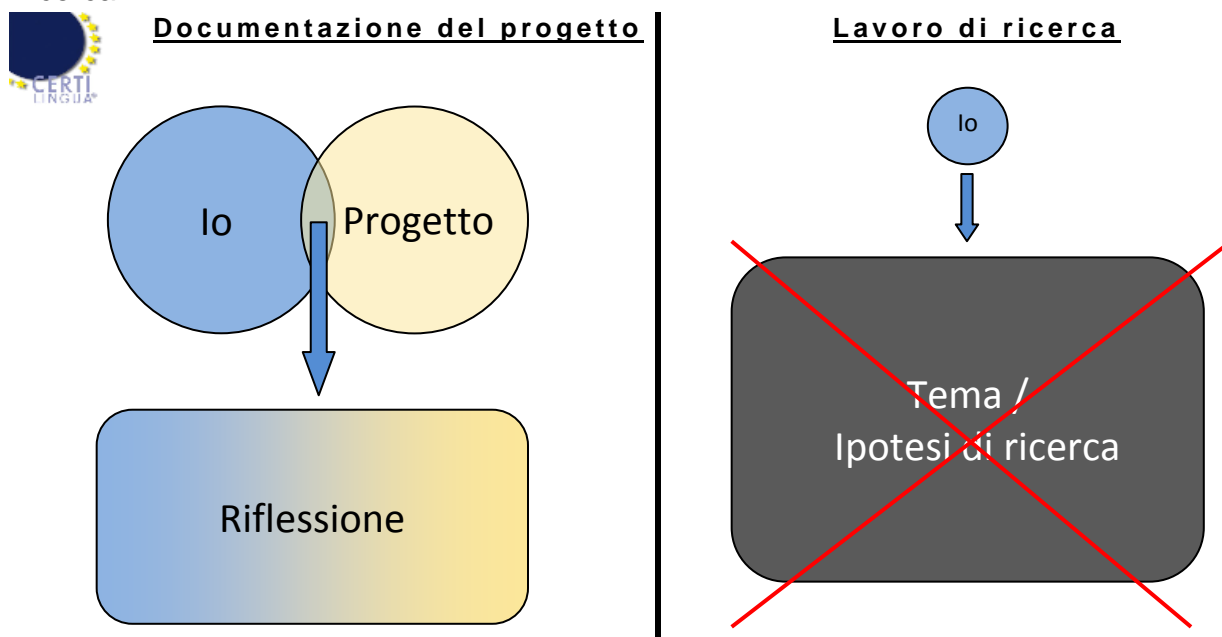 Documentazione del progetto
CERTI
LINGUA®
Io
Progetto
Riflessione
Lavoro di ricerca
Io
Tema /
Ipotesi di ricerca